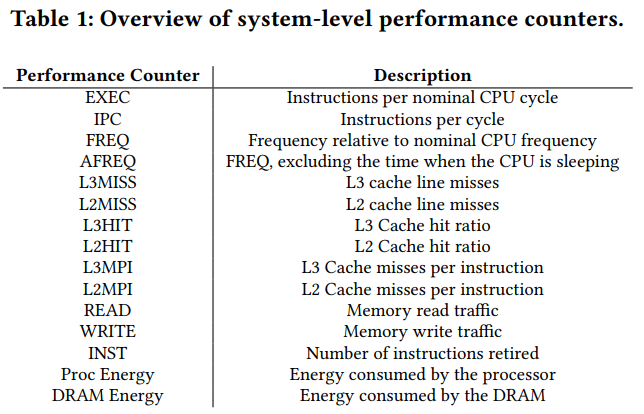 Table 1: Overview of system-level performance counters.
Performance Counter Description
EXEC Instructions per nominal CPU cycle
IPC Instructions per cycle
FREQ Frequency relative to nominal CPU frequency
AFREQ FREQ, excluding the time when the CPU is sleeping
L3MISS L3 cache line misses
L2MISS L2 cache line misses
L3HIT L3 Cache hit ratio
L2HIT L2 Cache hit ratio
L3MPI L3 Cache misses per instruction
L2MPI L2 Cache misses per instruction
READ Memory read traffic
WRITE Memory write traffic
INST Number of instructions retired
Proc Energy Energy consumed by the processor
DRAM Energy Energy consumed by the DRAM